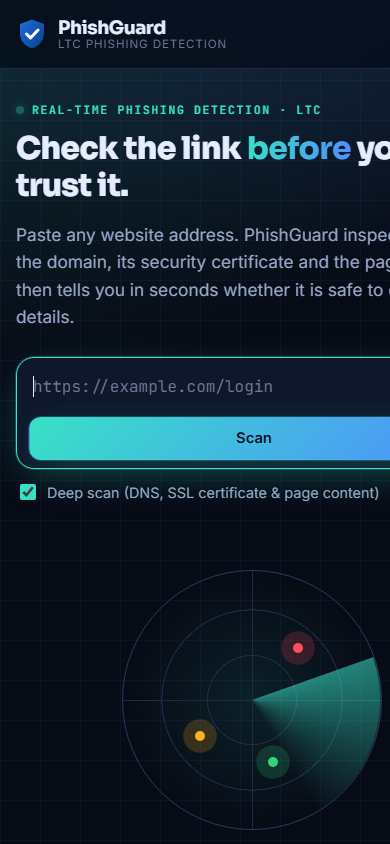 PhishGuard
LTC PHISHING DETECTION
REAL-TIME PHISHING DETECTION · LTC
Check the link before yo
trust it.
Paste any website address. PhishGuard inspe
the domain, its security certificate and the pag
then tells you in seconds whether it is safe to
details.
https://example.com/login
Scan
Deep scan (DNS, SSL certificate & page content)